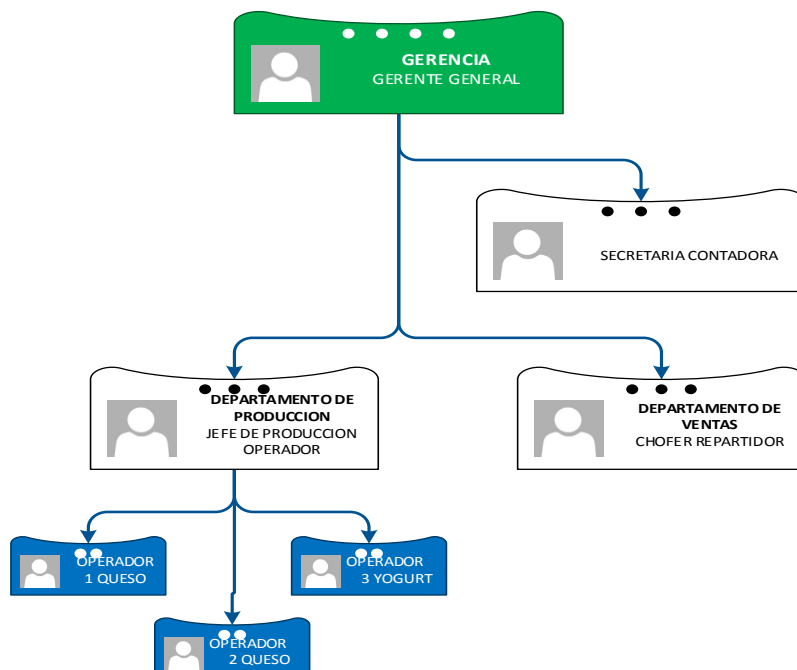 GERENCIA
GERENTE GENERAL
SECRETARIA CONTADORA
DEPARTAMENTO DE
PRODUCCION
JEFE DE PRODUCCION
OPERADOR
DEPARTAMENTO DE
VENTAS
CHOFER REPARTIDOR
OPERADOR
1 QUESO
OPERADOR
3 YOGURT
OPERADOR
2 QUESO